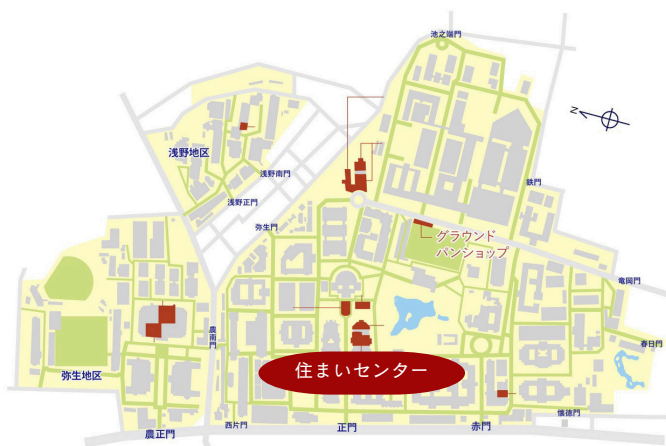 池之端門
N
浅野地区
浅野南門
鉄門
浅野正門
弥生門
グラウンド
パンショップ
竜岡門
農南門
春日門
住まいセンター
弥生地区
懐徳門
西片門
正門
赤門
農正門